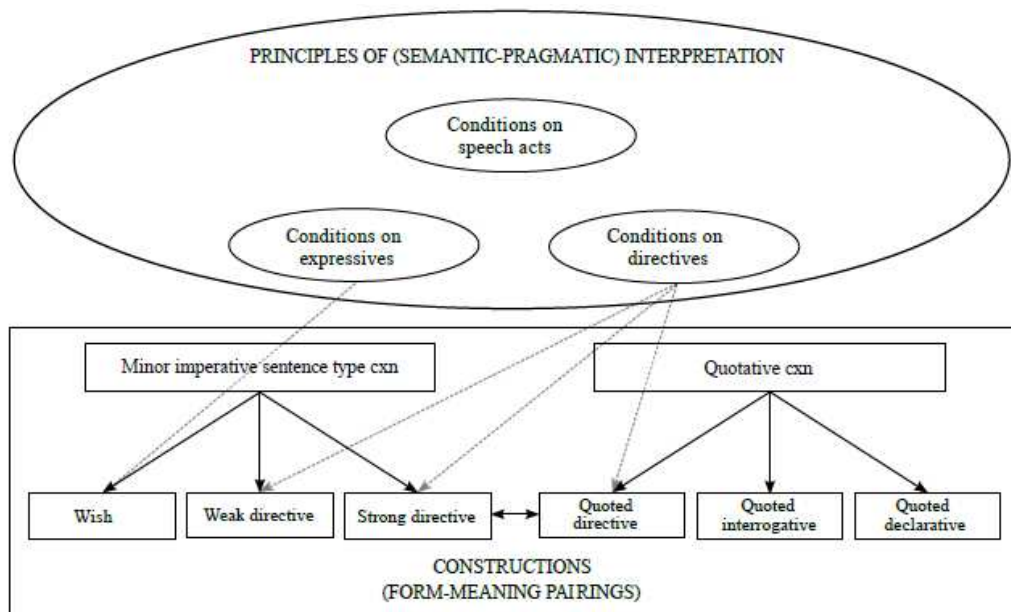 PRINCIPLES OF (SEMANTIC-PRAGMATIC) INTERPRETATION
Conditions on
speech acts
Conditions on
expressives
Conditions on
directives
Minor imperative sentence type cxn
Quotative cxn
Wish
Weak directive
Strong directive
Quoted
directive
Quoted
interrogative
Quoted
declarative
CONSTRUCTIONS
(FORM-MEANING PAIRINGS)